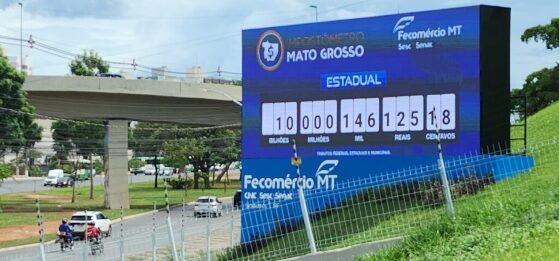 IMPOSTÔMETRO
MATO GROSSO
Fecomércio MT
Sesc Senac
ESTADUAL
10 000 146 125 18
BILHÕES MILHÕES MIL REAIS CENTAVOS
TRIBUTOS FEDERAIS, ESTADUAIS E MUNICIPAIS
Fecomércio MT
CNC Sesc Senac